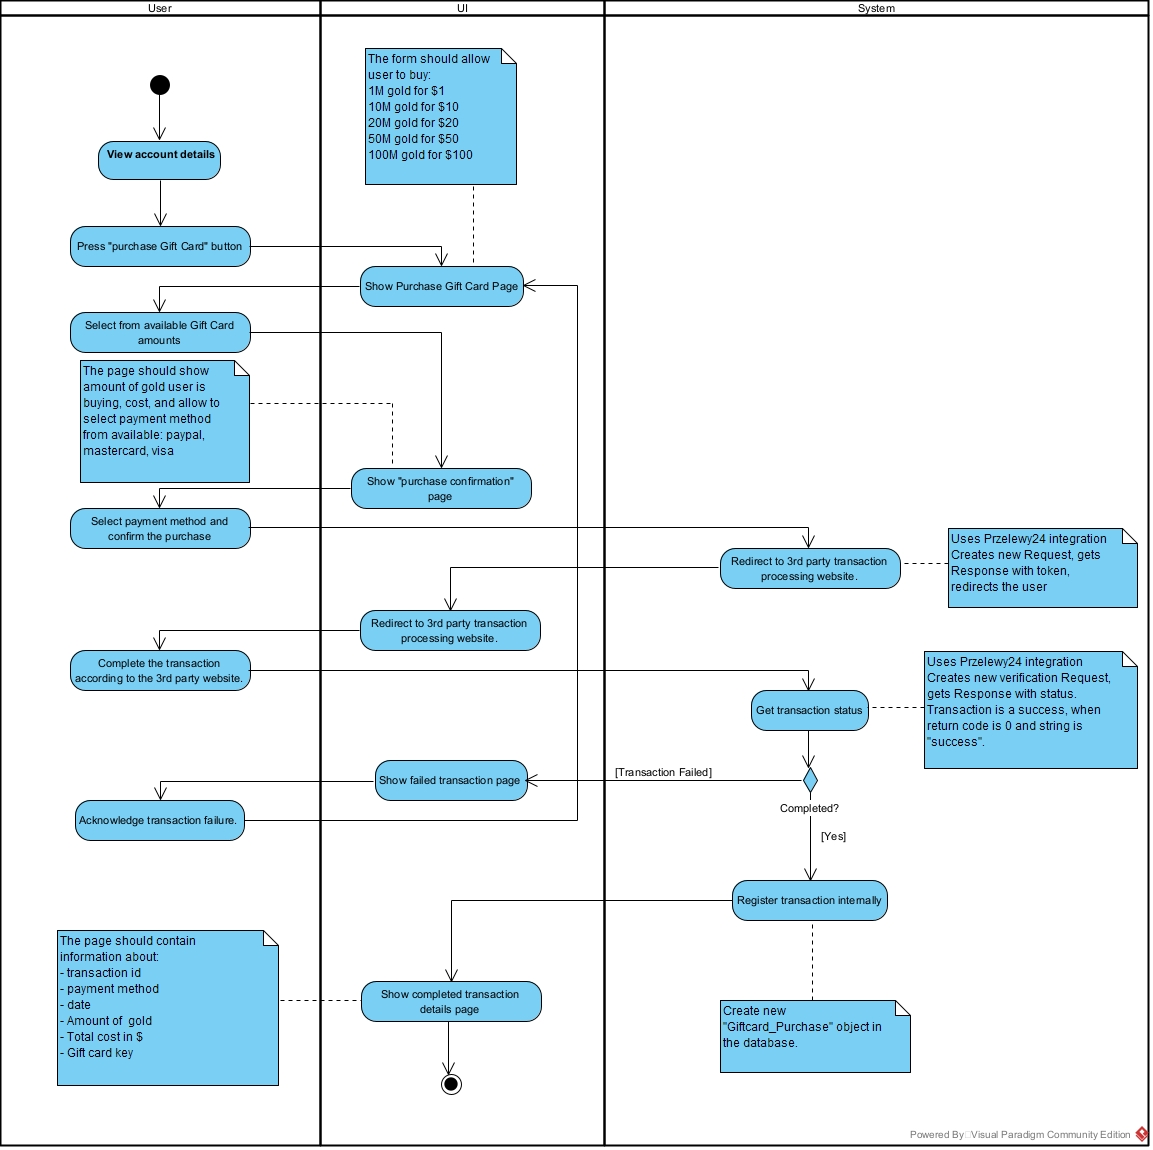 User
UI
System
The form should allow
user to buy:
1M gold for $1
10M gold for $10
20M gold for $20
50M gold for $50
100M gold for $100
View account details
Press "purchase Gift Card" button
Show Purchase Gift Card Page
Select from available Gift Card
amounts
The page should show
amount of gold user is
buying, cost, and allow to
select payment method
from available: paypal,
mastercard, visa
Show "purchase confirmation"
page
Select payment method and
confirm the purchase
Redirect to 3rd party transaction
processing website.
Uses Przelewy24 integration
Creates new Request, gets
Response with token,
redirects the user
Redirect to 3rd party transaction
processing website.
Complete the transaction
according to the 3rd party website.
Get transaction status
Uses Przelewy24 integration
Creates new verification Request,
gets Response with status.
Transaction is a success, when
return code is 0 and string is
"success".
Show failed transaction page
[Transaction Failed]
Completed?
[Yes]
Acknowledge transaction failure.
Register transaction internally
The page should contain
information about:
- transaction id
- payment method
- date
- Amount of gold
- Total cost in $
- Gift card key
Show completed transaction
details page
Create new
"Giftcard_Purchase" object in
the database.
Powered By Visual Paradigm Community Edition